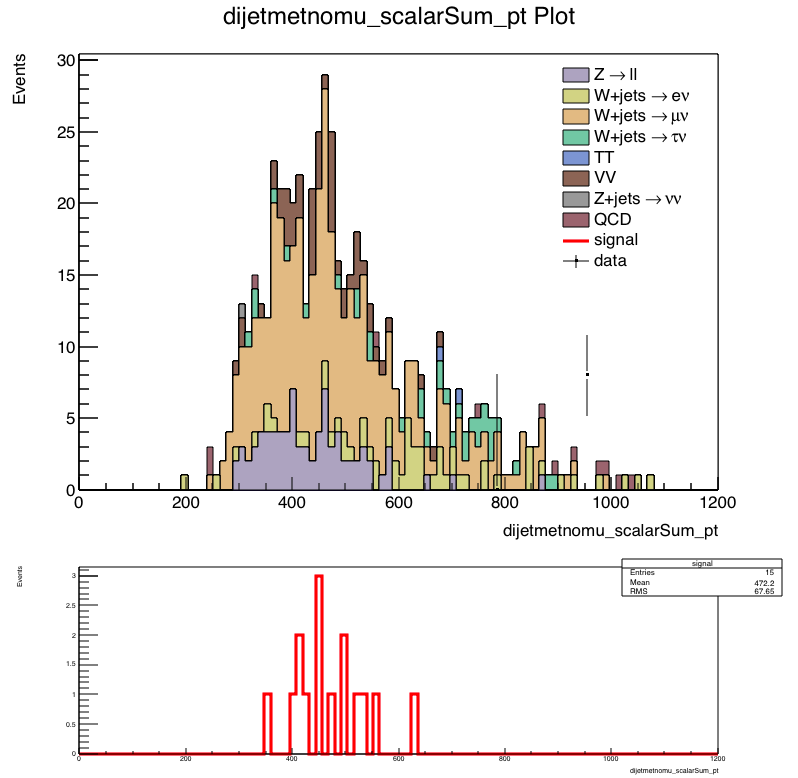 dijetmetnomu_scalarSum_pt Plot
Events
30
25
20
15
10
5
0
0 200 400 600 800 1000 1200
dijetmetnomu_scalarSum_pt
Z → ll
W+jets → eν
W+jets → μν
W+jets → τν
TT
VV
Z+jets → νν
QCD
signal
data
Events
3
2.5
2
1.5
1
0.5
0
0 200 400 600 800 1000 1200
dijetmetnomu_scalarSum_pt
signal
Entries 15
Mean 472.2
RMS 67.65